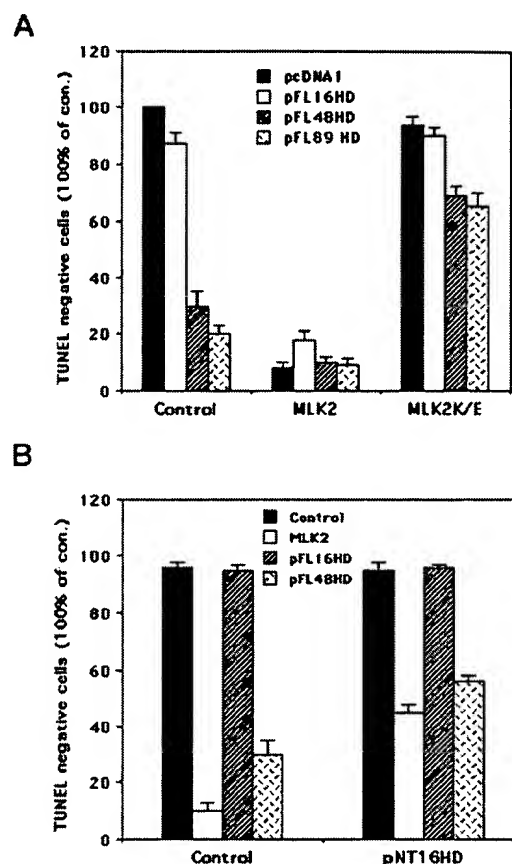 A
TUNEL negative cells (100% of con.)
120
100
80
60
40
20
0
pcDNA1
pFL16HD
pFL48HD
pFL89 HD
Control MLK2 MLK2K/E
B
TUNEL negative cells (100% of con.)
120
100
80
60
40
20
0
Control
MLK2
pFL16HD
pFL48HD
Control pNT16HD